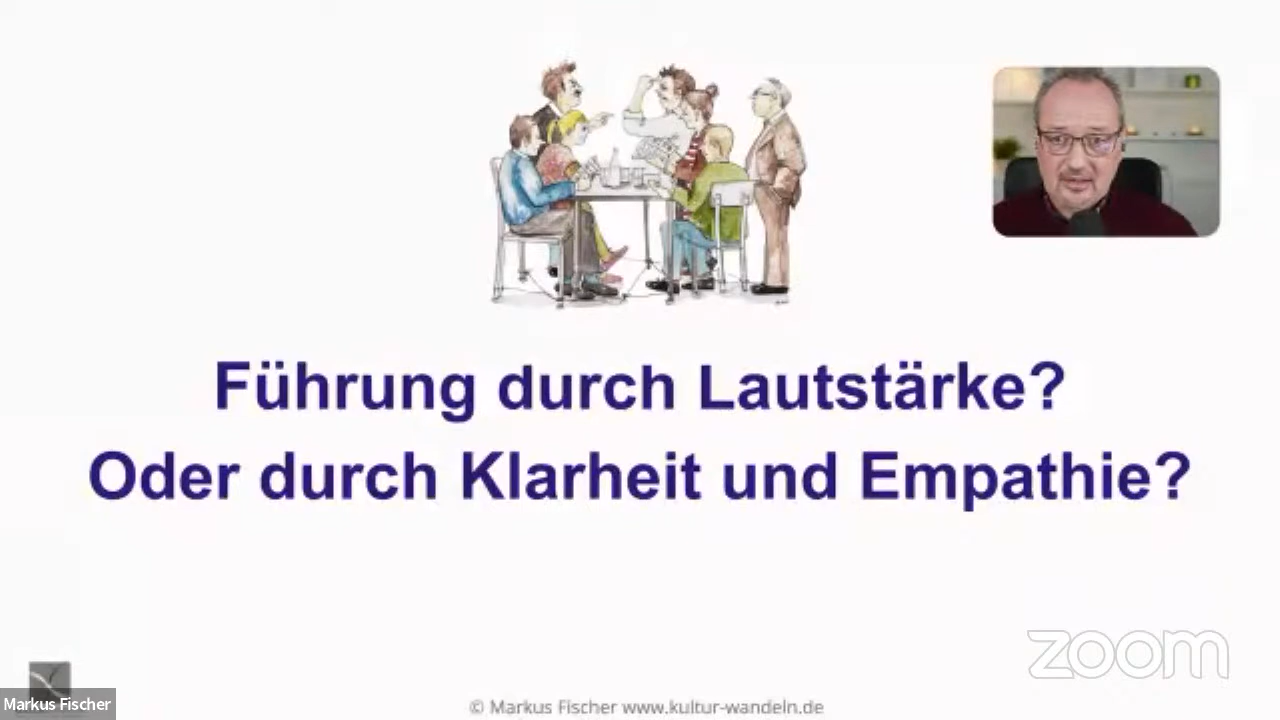 Führung durch Lautstärke?
Oder durch Klarheit und Empathie?
zoom
Markus Fischer
© Markus Fischer www.kultur-wandeln.de